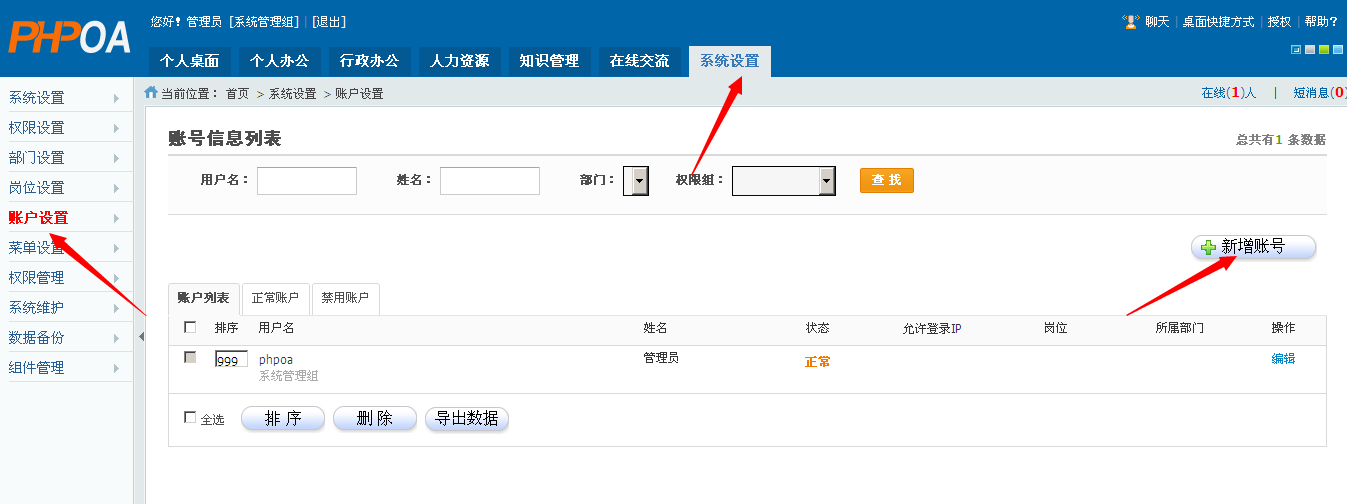 PHPOA
您好! 管理员 [系统管理组] | [退出]
聊天 | 桌面快捷方式 | 授权 | 帮助?
个人桌面 个人办公 行政办公 人力资源 知识管理 在线交流 系统设置
当前位置： 首页 > 系统设置 > 账户设置
在线(1)人 | 短消息(0)
系统设置
权限设置
部门设置
岗位设置
账户设置
菜单设置
权限管理
系统维护
数据备份
组件管理
账号信息列表
总共有1 条数据
用户名： 姓名： 部门： 权限组： 查 找
新增账号
账户列表 正常账户 禁用账户
排序 用户名 姓名 状态 允许登录IP 岗位 所属部门 操作
999 phpoa 管理员 正常 编辑
系统管理组
全选 排 序 删 除 导出数据